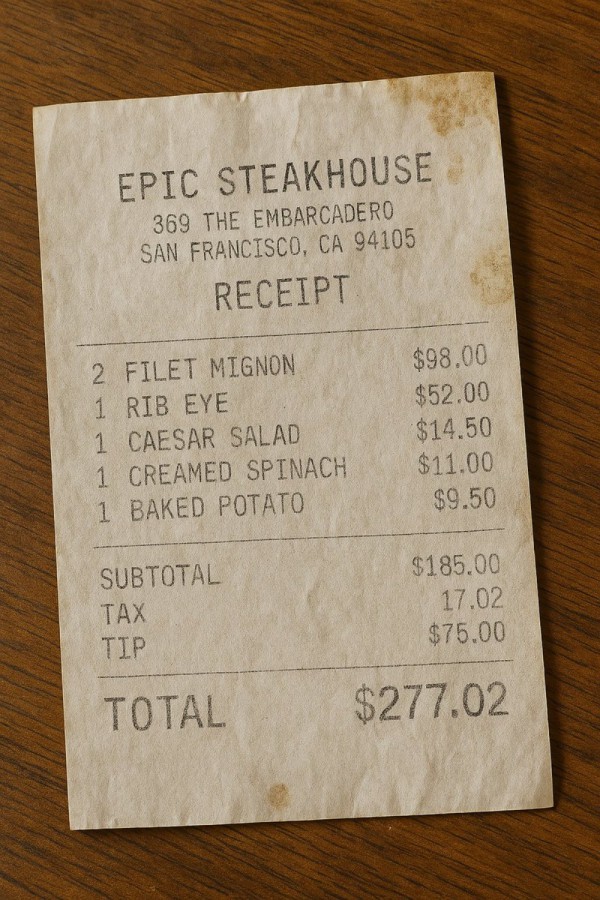 EPIC STEAKHOUSE
369 THE EMBARCADERO
SAN FRANCISCO, CA 94105
RECEIPT
2 FILET MIGNON $98.00
1 RIB EYE $52.00
1 CAESAR SALAD $14.50
1 CREAMED SPINACH $11.00
1 BAKED POTATO $9.50
SUBTOTAL $185.00
TAX 17.02
TIP $75.00
TOTAL $277.02